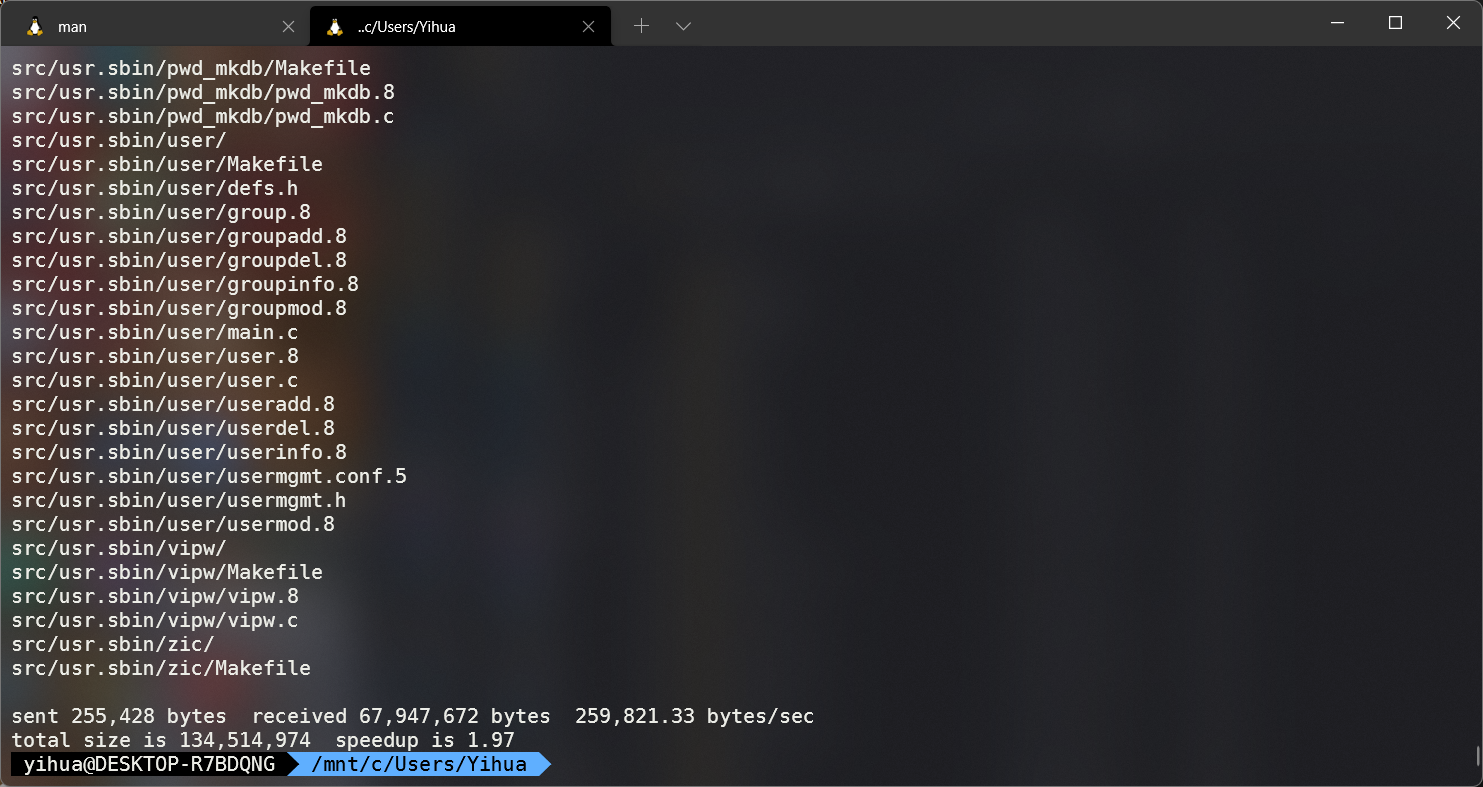 man
..c/Users/Yihua
src/usr.sbin/pwd_mkdb/Makefile
src/usr.sbin/pwd_mkdb/pwd_mkdb.8
src/usr.sbin/pwd_mkdb/pwd_mkdb.c
src/usr.sbin/user/
src/usr.sbin/user/Makefile
src/usr.sbin/user/defs.h
src/usr.sbin/user/group.8
src/usr.sbin/user/groupadd.8
src/usr.sbin/user/groupdel.8
src/usr.sbin/user/groupinfo.8
src/usr.sbin/user/groupmod.8
src/usr.sbin/user/main.c
src/usr.sbin/user/user.8
src/usr.sbin/user/user.c
src/usr.sbin/user/useradd.8
src/usr.sbin/user/userdel.8
src/usr.sbin/user/userinfo.8
src/usr.sbin/user/usermgmt.conf.5
src/usr.sbin/user/usermgmt.h
src/usr.sbin/user/usermod.8
src/usr.sbin/vipw/
src/usr.sbin/vipw/Makefile
src/usr.sbin/vipw/vipw.8
src/usr.sbin/vipw/vipw.c
src/usr.sbin/zic/
src/usr.sbin/zic/Makefile
sent 255,428 bytes  received 67,947,672 bytes  259,821.33 bytes/sec
total size is 134,514,974  speedup is 1.97
yihua@DESKTOP-R7BDQNG /mnt/c/Users/Yihua